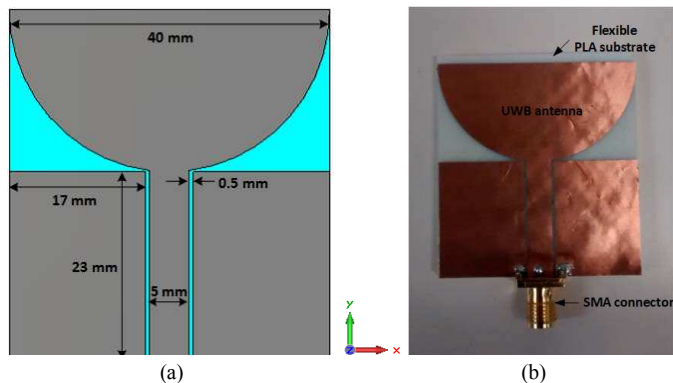 40 mm
0.5 mm
17 mm
23 mm
5 mm
Y
Z
X
(a)
Flexible
PLA substrate
UWB antenna
SMA connector
(b)